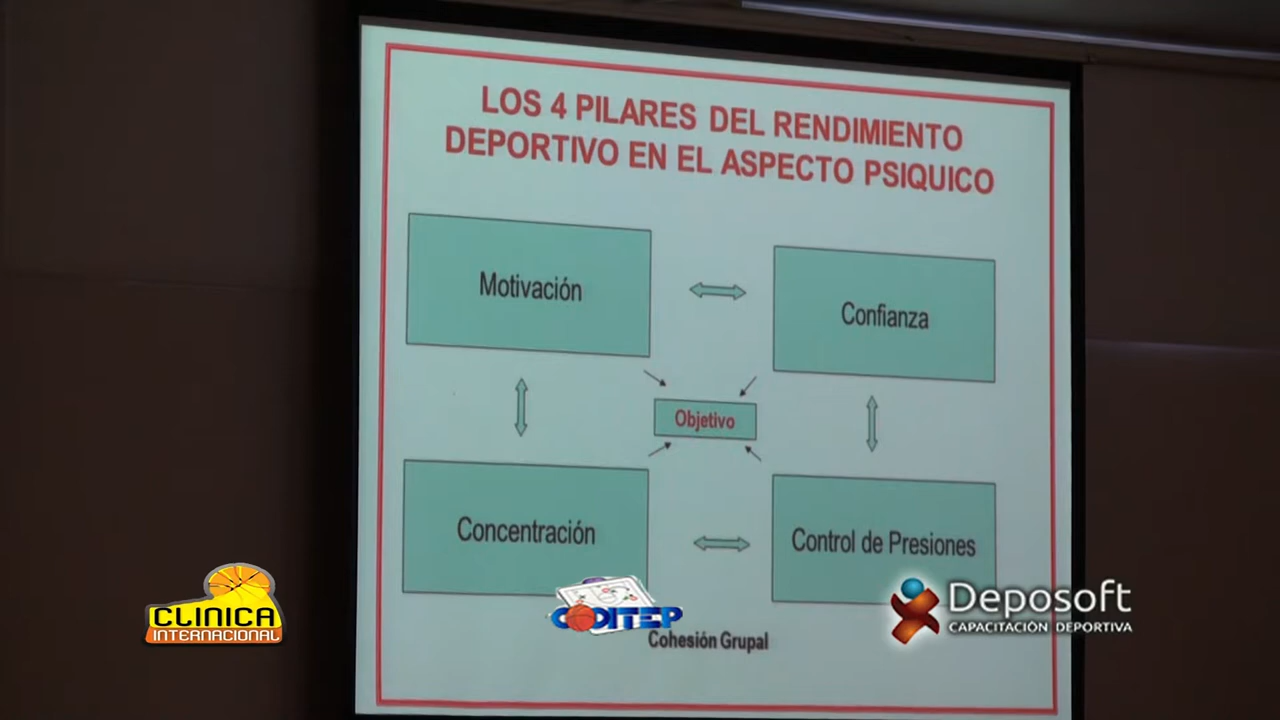 LOS 4 PILARES DEL RENDIMIENTO
DEPORTIVO EN EL ASPECTO PSIQUICO
Motivación
Confianza
Objetivo
Concentración
Control de Presiones
Cohesión Grupal
CLINICA
INTERNACIONAL
CODITEP
Deposoft
CAPACITACIÓN DEPORTIVA